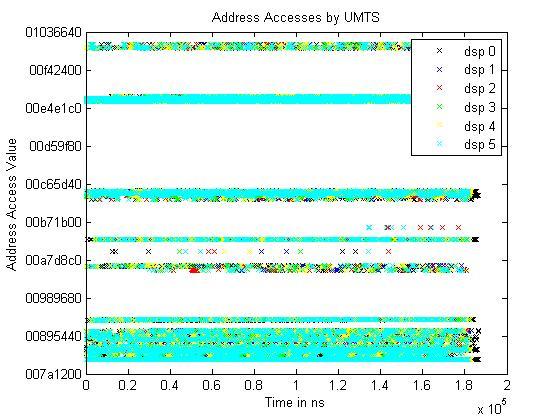 Address Accesses by UMTS
01036640
00f42400
00e4e1c0
00d59f80
00c65d40
00b71b00
00a7d8c0
00989680
00895440
007a1200
Address Access Value
dsp 0
dsp 1
dsp 2
dsp 3
dsp 4
dsp 5
0 0.2 0.4 0.6 0.8 1 1.2 1.4 1.6 1.8 2
Time in ns
x 10^5